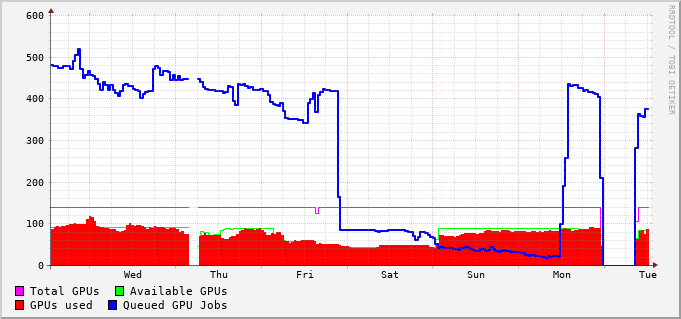 RRDTOOL / TOBI OETIKER
600
500
400
300
200
100
0
Wed Thu Fri Sat Sun Mon Tue
Total GPUs Available GPUs
GPUs used Queued GPU Jobs